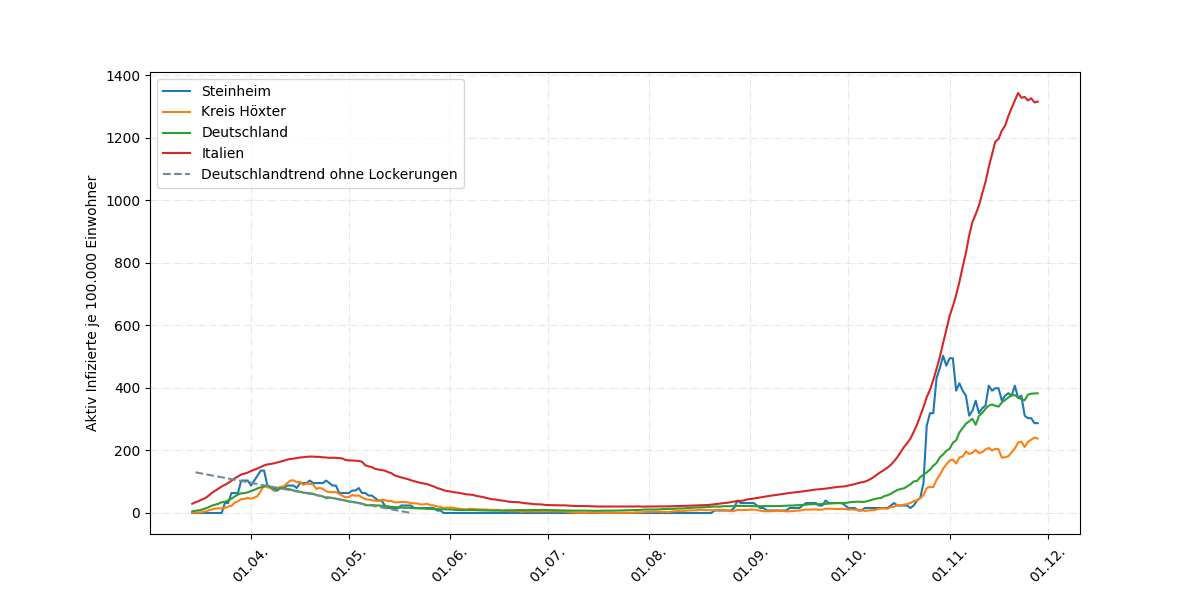 1400
1200
1000
800
600
400
200
0
Aktiv Infizierte je 100.000 Einwohner
Steinheim
Kreis Höxter
Deutschland
Italien
Deutschlandtrend ohne Lockerungen
01.04.
01.05.
01.06.
01.07.
01.08.
01.09.
01.10.
01.11.
01.12.